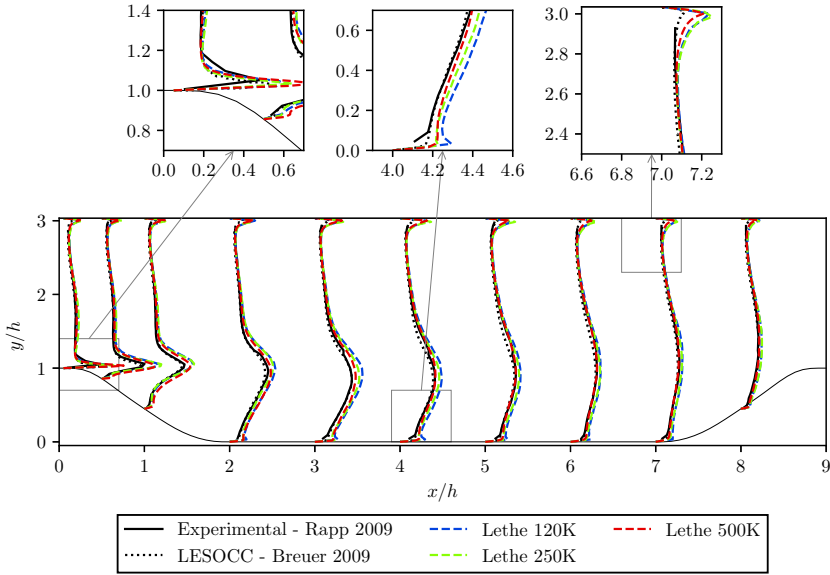 1.4
1.2
1.0
0.8
0.0 0.2 0.4 0.6
0.6
0.4
0.2
0.0
4.0 4.2 4.4 4.6
3.0
2.8
2.6
2.4
6.6 6.8 7.0 7.2
3
2
1
0
y/h
0 1 2 3 4 5 6 7 8 9
x/h
Experimental - Rapp 2009
LESOCC - Breuer 2009
Lethe 120K
Lethe 250K
Lethe 500K